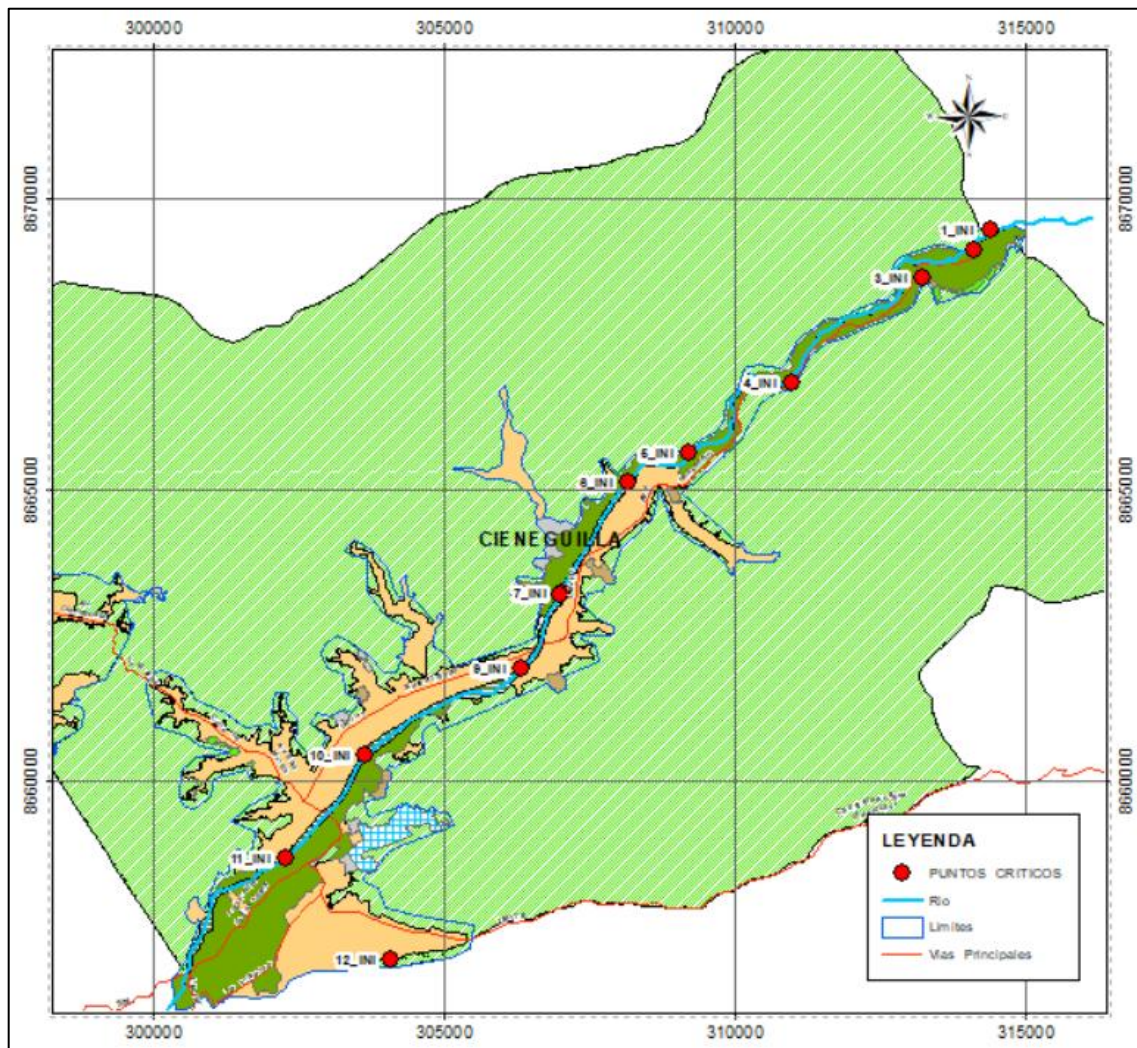 300000 305000 310000 315000
8670000 8670000
1_INI
3_INI
4_INI
5_INI
6_INI
8665000 8665000
CIENEGUILLA
7_INI
9_INI
10_INI
8660000 8660000
11_INI
12_INI
LEYENDA
PUNTOS CRITICOS
Rio
Limites
Vias Principales
300000 305000 310000 315000